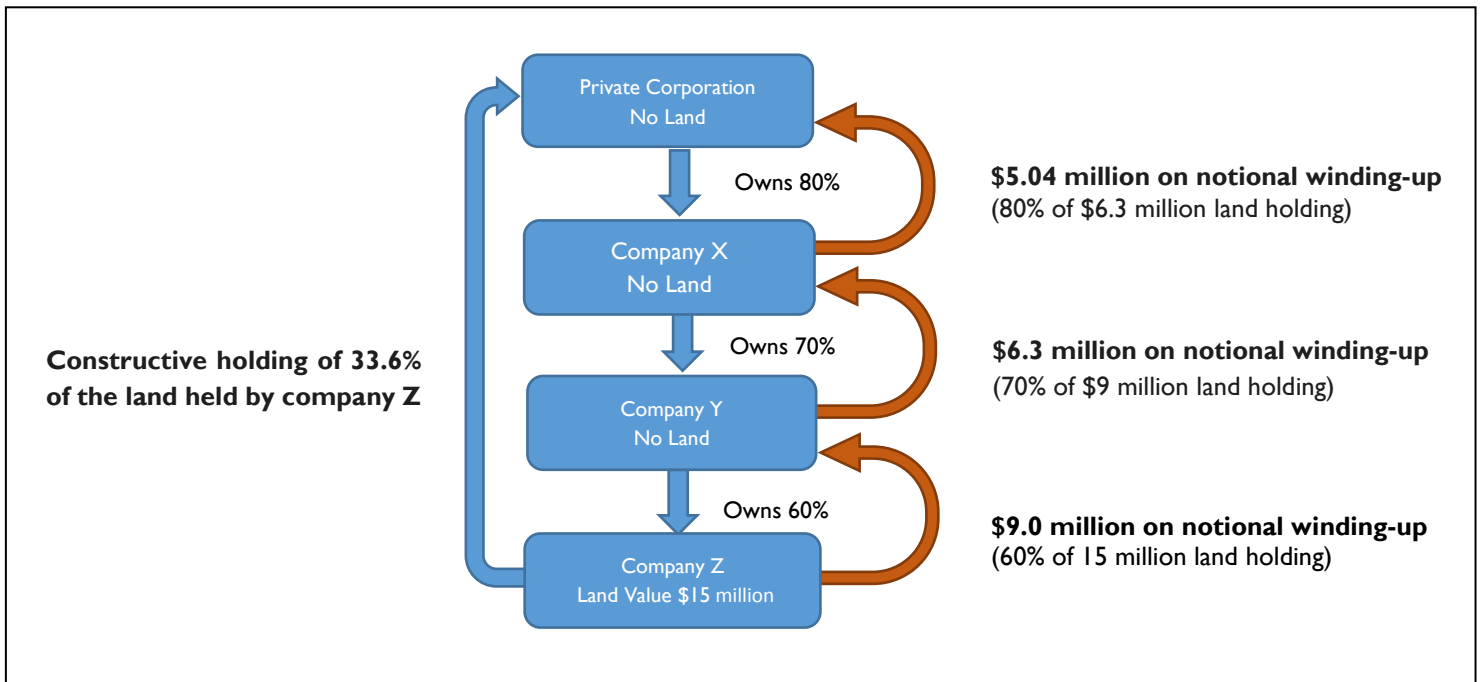 Private Corporation
No Land
Owns 80%
$5.04 million on notional winding-up
(80% of $6.3 million land holding)
Company X
No Land
Owns 70%
$6.3 million on notional winding-up
(70% of $9 million land holding)
Constructive holding of 33.6%
of the land held by company Z
Company Y
No Land
Owns 60%
$9.0 million on notional winding-up
(60% of 15 million land holding)
Company Z
Land Value $15 million